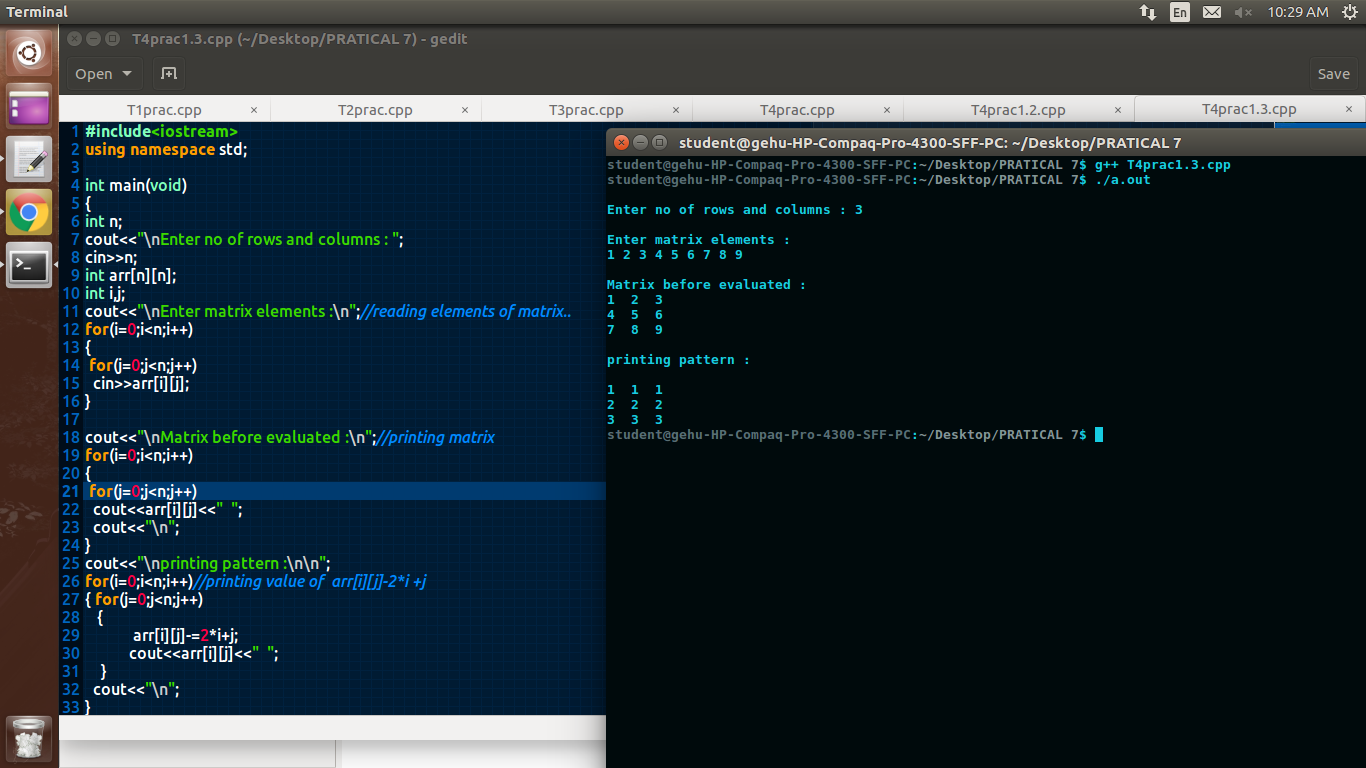 Terminal
En
10:29 AM
T4prac1.3.cpp (~/Desktop/PRATICAL 7) - gedit
Open
Save
T1prac.cpp ×
T2prac.cpp ×
T3prac.cpp ×
T4prac.cpp ×
T4prac1.2.cpp ×
T4prac1.3.cpp ×
1 #include<iostream>
2 using namespace std;
3
4 int main(void)
5 {
6 int n;
7 cout<<"\nEnter no of rows and columns : ";
8 cin>>n;
9 int arr[n][n];
10 int i,j;
11 cout<<"\nEnter matrix elements :\n";//reading elements of matrix..
12 for(i=0;i<n;i++)
13 {
14  for(j=0;j<n;j++)
15   cin>>arr[i][j];
16 }
17
18 cout<<"\nMatrix before evaluated :\n";//printing matrix
19 for(i=0;i<n;i++)
20 {
21  for(j=0;j<n;j++)
22   cout<<arr[i][j]<<"  ";
23   cout<<"\n";
24 }
25 cout<<"\nprinting pattern :\n\n";
26 for(i=0;i<n;i++)//printing value of  arr[i][j]-2*i +j
27 { for(j=0;j<n;j++)
28    {
29           arr[i][j]-=2*i+j;
30          cout<<arr[i][j]<<"  ";
31    }
32  cout<<"\n";
33 }
student@gehu-HP-Compaq-Pro-4300-SFF-PC: ~/Desktop/PRATICAL 7
student@gehu-HP-Compaq-Pro-4300-SFF-PC:~/Desktop/PRATICAL 7$ g++ T4prac1.3.cpp
student@gehu-HP-Compaq-Pro-4300-SFF-PC:~/Desktop/PRATICAL 7$ ./a.out
Enter no of rows and columns : 3
Enter matrix elements :
1 2 3 4 5 6 7 8 9
Matrix before evaluated :
1  2  3
4  5  6
7  8  9
printing pattern :
1  1  1
2  2  2
3  3  3
student@gehu-HP-Compaq-Pro-4300-SFF-PC:~/Desktop/PRATICAL 7$